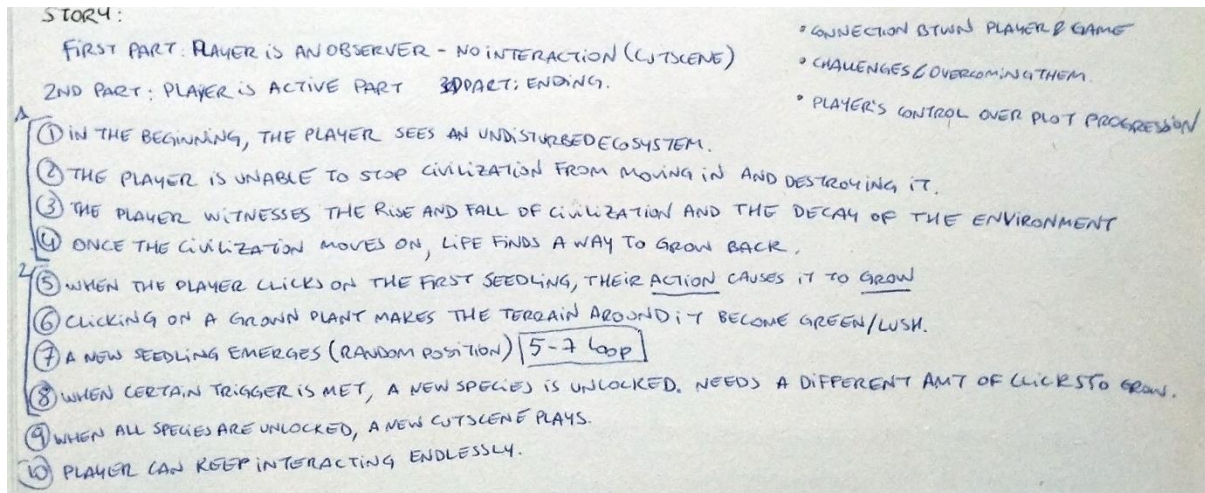 STORY:
FIRST PART: PLAYER IS AN OBSERVER - NO INTERACTION (CUTSCENE)
2ND PART: PLAYER IS ACTIVE PART 3D PART: ENDING.
• CONNECTION BTWN PLAYER & GAME
• CHALLENGES & OVERCOMING THEM.
• PLAYER'S CONTROL OVER PLOT PROGRESSION
1
① IN THE BEGINNING, THE PLAYER SEES AN UNDISTURBED ECOSYSTEM.
② THE PLAYER IS UNABLE TO STOP CIVILIZATION FROM MOVING IN AND DESTROYING IT.
③ THE PLAYER WITNESSES THE RISE AND FALL OF CIVILIZATION AND THE DECAY OF THE ENVIRONMENT
④ ONCE THE CIVILIZATION MOVES ON, LIFE FINDS A WAY TO GROW BACK.
2
⑤ WHEN THE PLAYER CLICKS ON THE FIRST SEEDLING, THEIR ACTION CAUSES IT TO GROW
⑥ CLICKING ON A GROWN PLANT MAKES THE TERRAIN AROUND IT BECOME GREEN/LUSH.
⑦ A NEW SEEDLING EMERGES (RANDOM POSITION) 5-7 LOOP
⑧ WHEN CERTAIN TRIGGER IS MET, A NEW SPECIES IS UNLOCKED. NEEDS A DIFFERENT AMT OF CLICKS TO GROW.
⑨ WHEN ALL SPECIES ARE UNLOCKED, A NEW CUTSCENE PLAYS.
⑩ PLAYER CAN KEEP INTERACTING ENDLESSLY.